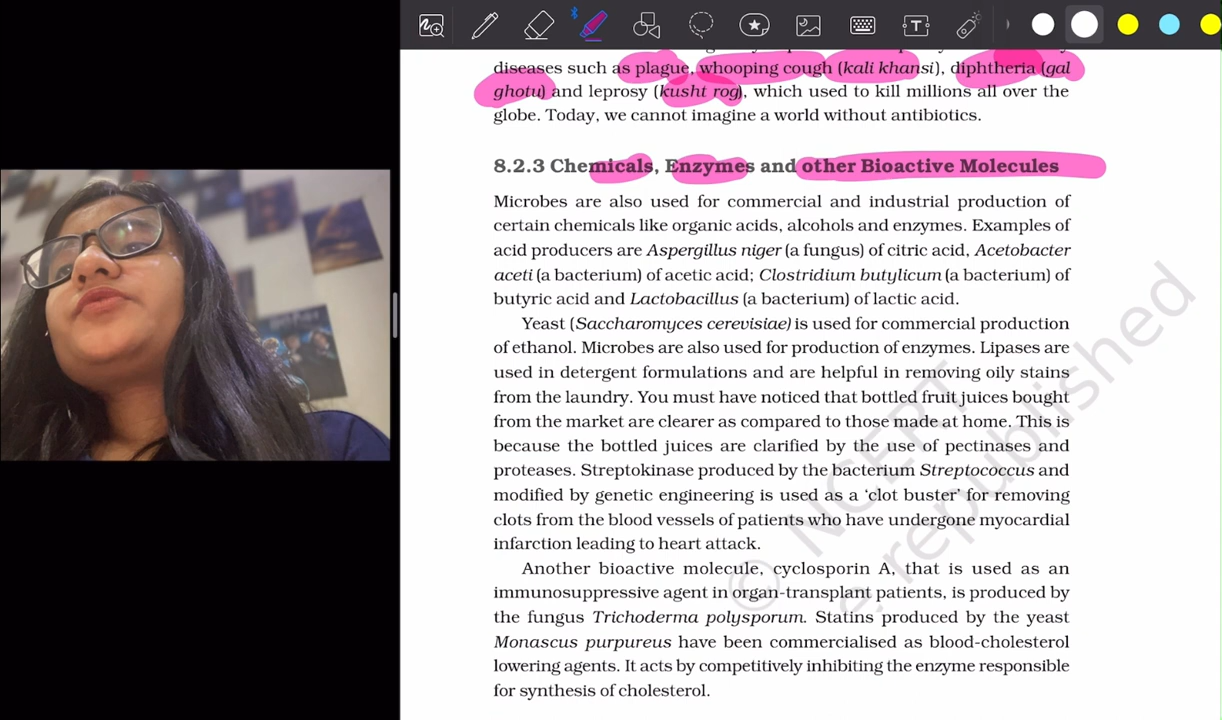 diseases such as plague, whooping cough (kali khansi), diphtheria (gal
ghotu) and leprosy (kusht rog), which used to kill millions all over the
globe. Today, we cannot imagine a world without antibiotics.
8.2.3 Chemicals, Enzymes and other Bioactive Molecules
Microbes are also used for commercial and industrial production of
certain chemicals like organic acids, alcohols and enzymes. Examples of
acid producers are Aspergillus niger (a fungus) of citric acid, Acetobacter
aceti (a bacterium) of acetic acid; Clostridium butylicum (a bacterium) of
butyric acid and Lactobacillus (a bacterium) of lactic acid.
Yeast (Saccharomyces cerevisiae) is used for commercial production
of ethanol. Microbes are also used for production of enzymes. Lipases are
used in detergent formulations and are helpful in removing oily stains
from the laundry. You must have noticed that bottled fruit juices bought
from the market are clearer as compared to those made at home. This is
because the bottled juices are clarified by the use of pectinases and
proteases. Streptokinase produced by the bacterium Streptococcus and
modified by genetic engineering is used as a ‘clot buster’ for removing
clots from the blood vessels of patients who have undergone myocardial
infarction leading to heart attack.
Another bioactive molecule, cyclosporin A, that is used as an
immunosuppressive agent in organ-transplant patients, is produced by
the fungus Trichoderma polysporum. Statins produced by the yeast
Monascus purpureus have been commercialised as blood-cholesterol
lowering agents. It acts by competitively inhibiting the enzyme responsible
for synthesis of cholesterol.
© NCERT
republished